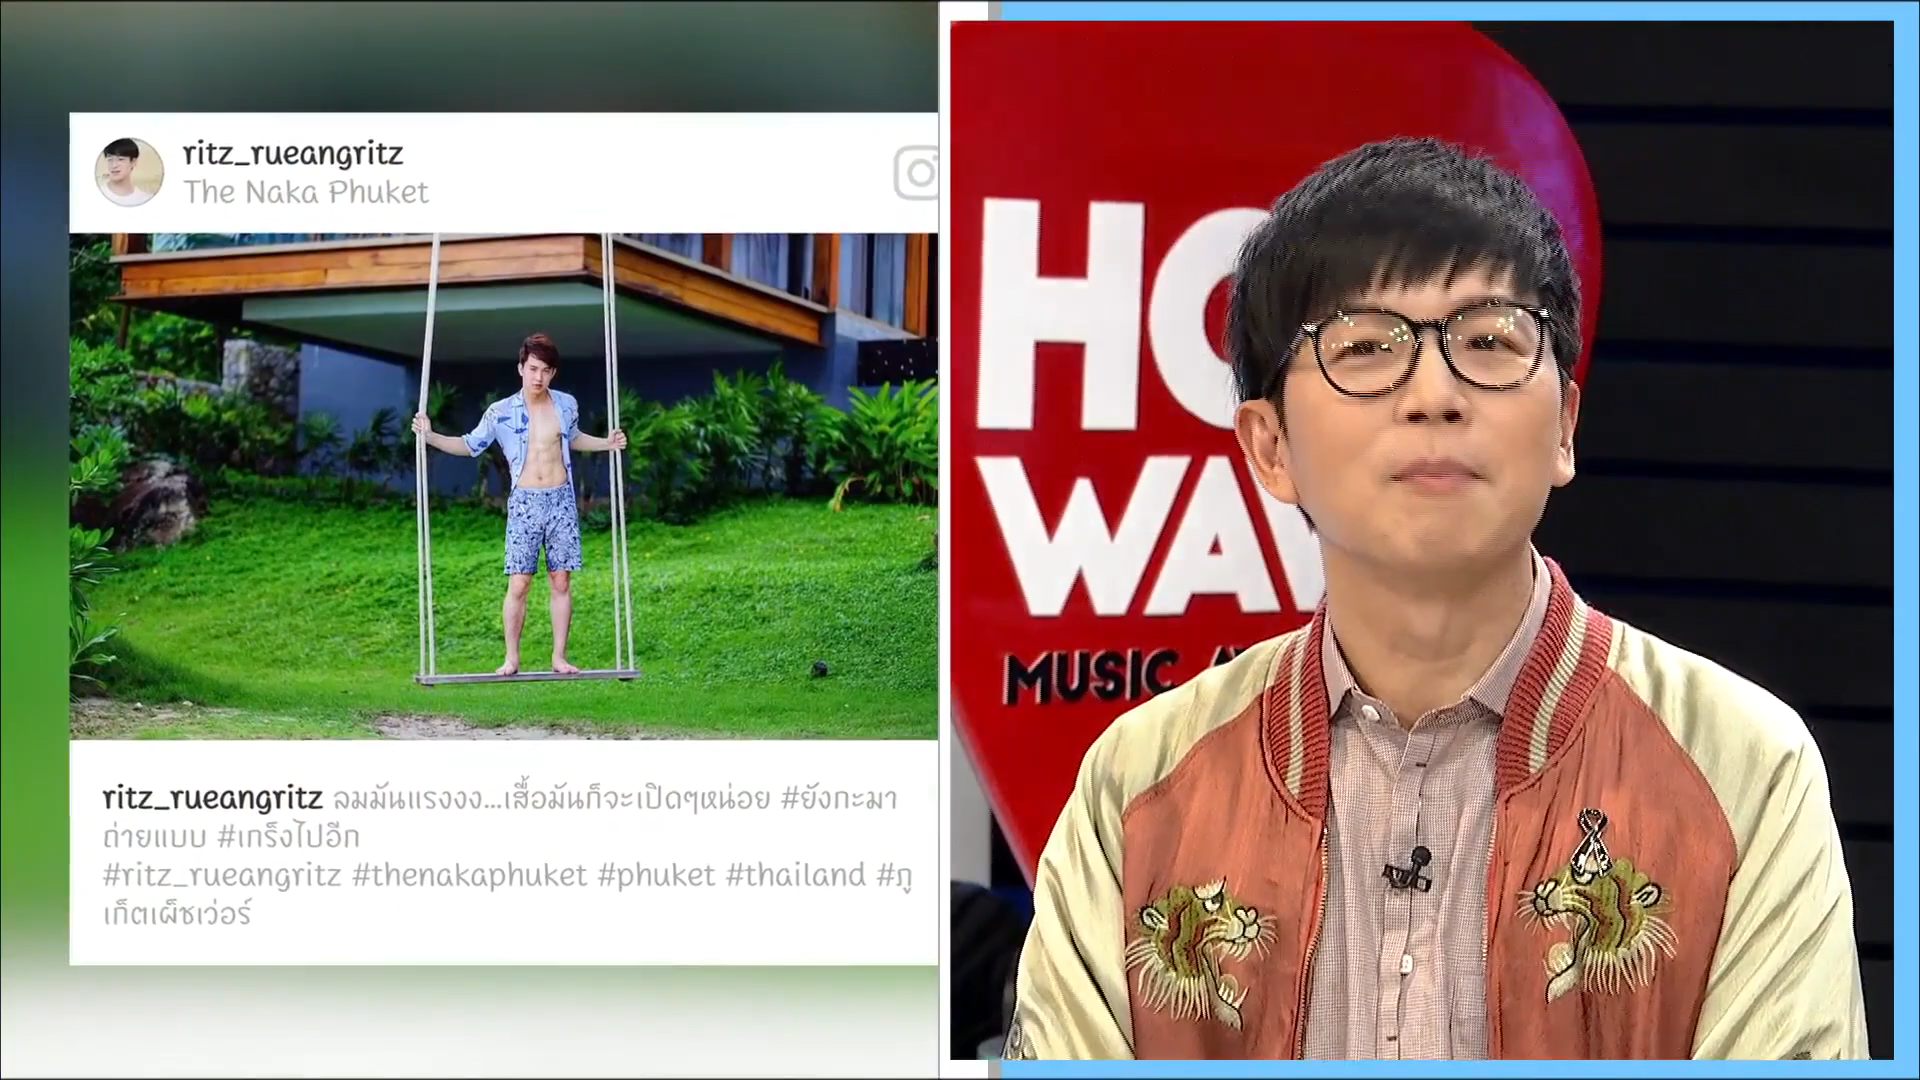 ritz_rueangritz
The Naka Phuket
ritz_rueangritz ลมมันแรงงง...เสื้อมันก็จะเปิดๆหน่อย #ยังกะมา
ถ่ายแบบ #เกร็งไปอีก
#ritz_rueangritz #thenakaphuket #phuket #thailand #ภู
เก็ตเผ็ชเว่อร์
MUSIC